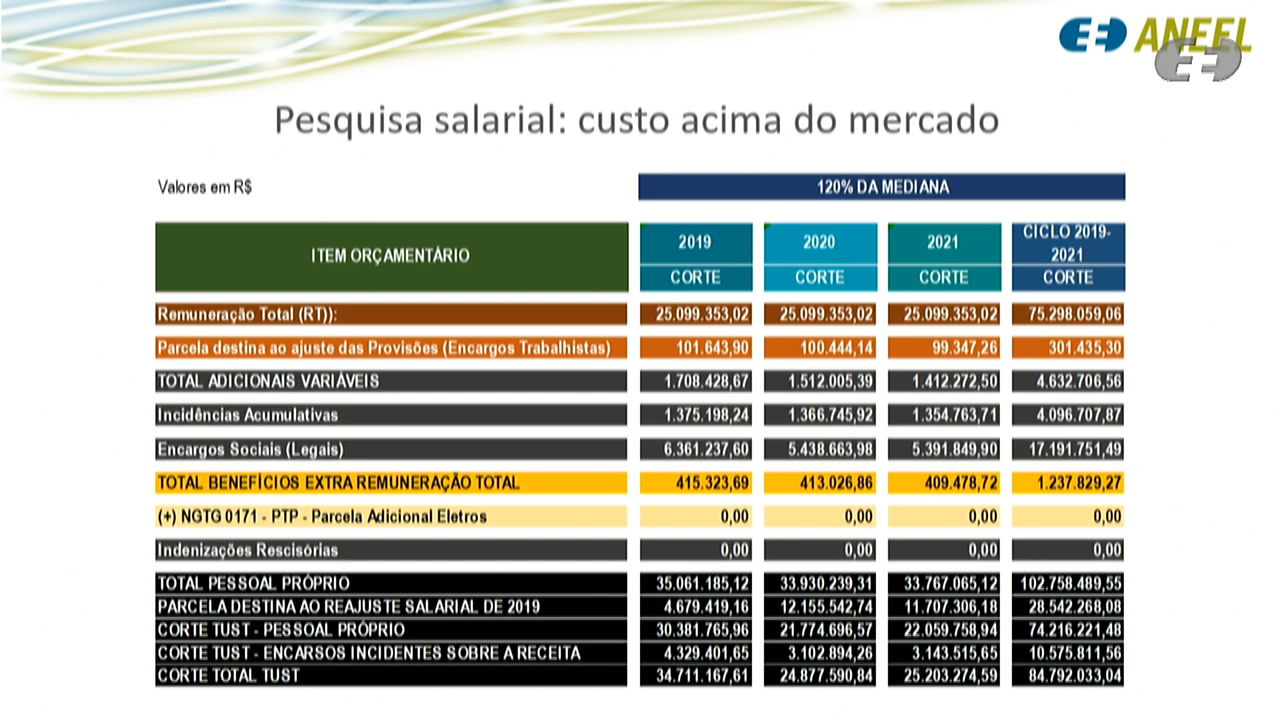 ANEEL
Pesquisa salarial: custo acima do mercado
Valores em R$
120% DA MEDIANA
ITEM ORÇAMENTÁRIO
2019
2020
2021
CICLO 2019-
2021
CORTE
CORTE
CORTE
CORTE
Remuneração Total (RT)): 25.099.353,02 25.099.353,02 25.099.353,02 75.298.059,06
Parcela destina ao ajuste das Provisões (Encargos Trabalhistas) 101.643,90 100.444,14 99.347,26 301.435,30
TOTAL ADICIONAIS VARIÁVEIS 1.708.428,67 1.512.005,39 1.412.272,50 4.632.706,56
Incidências Acumulativas 1.375.198,24 1.366.745,92 1.354.763,71 4.096.707,87
Encargos Sociais (Legais) 6.361.237,60 5.438.663,98 5.391.849,90 17.191.751,49
TOTAL BENEFÍCIOS EXTRA REMUNERAÇÃO TOTAL 415.323,69 413.026,86 409.478,72 1.237.829,27
(+) NGTG 0171 - PTP - Parcela Adicional Eletros 0,00 0,00 0,00 0,00
Indenizações Rescisórias 0,00 0,00 0,00 0,00
TOTAL PESSOAL PRÓPRIO 35.061.185,12 33.930.239,31 33.767.065,12 102.758.489,55
PARCELA DESTINA AO REAJUSTE SALARIAL DE 2019 4.679.419,16 12.155.542,74 11.707.306,18 28.542.268,08
CORTE TUST - PESSOAL PRÓPRIO 30.381.765,96 21.774.696,57 22.059.758,94 74.216.221,48
CORTE TUST - ENCARSOS INCIDENTES SOBRE A RECEITA 4.329.401,65 3.102.894,26 3.143.515,65 10.575.811,56
CORTE TOTAL TUST 34.711.167,61 24.877.590,84 25.203.274,59 84.792.033,04